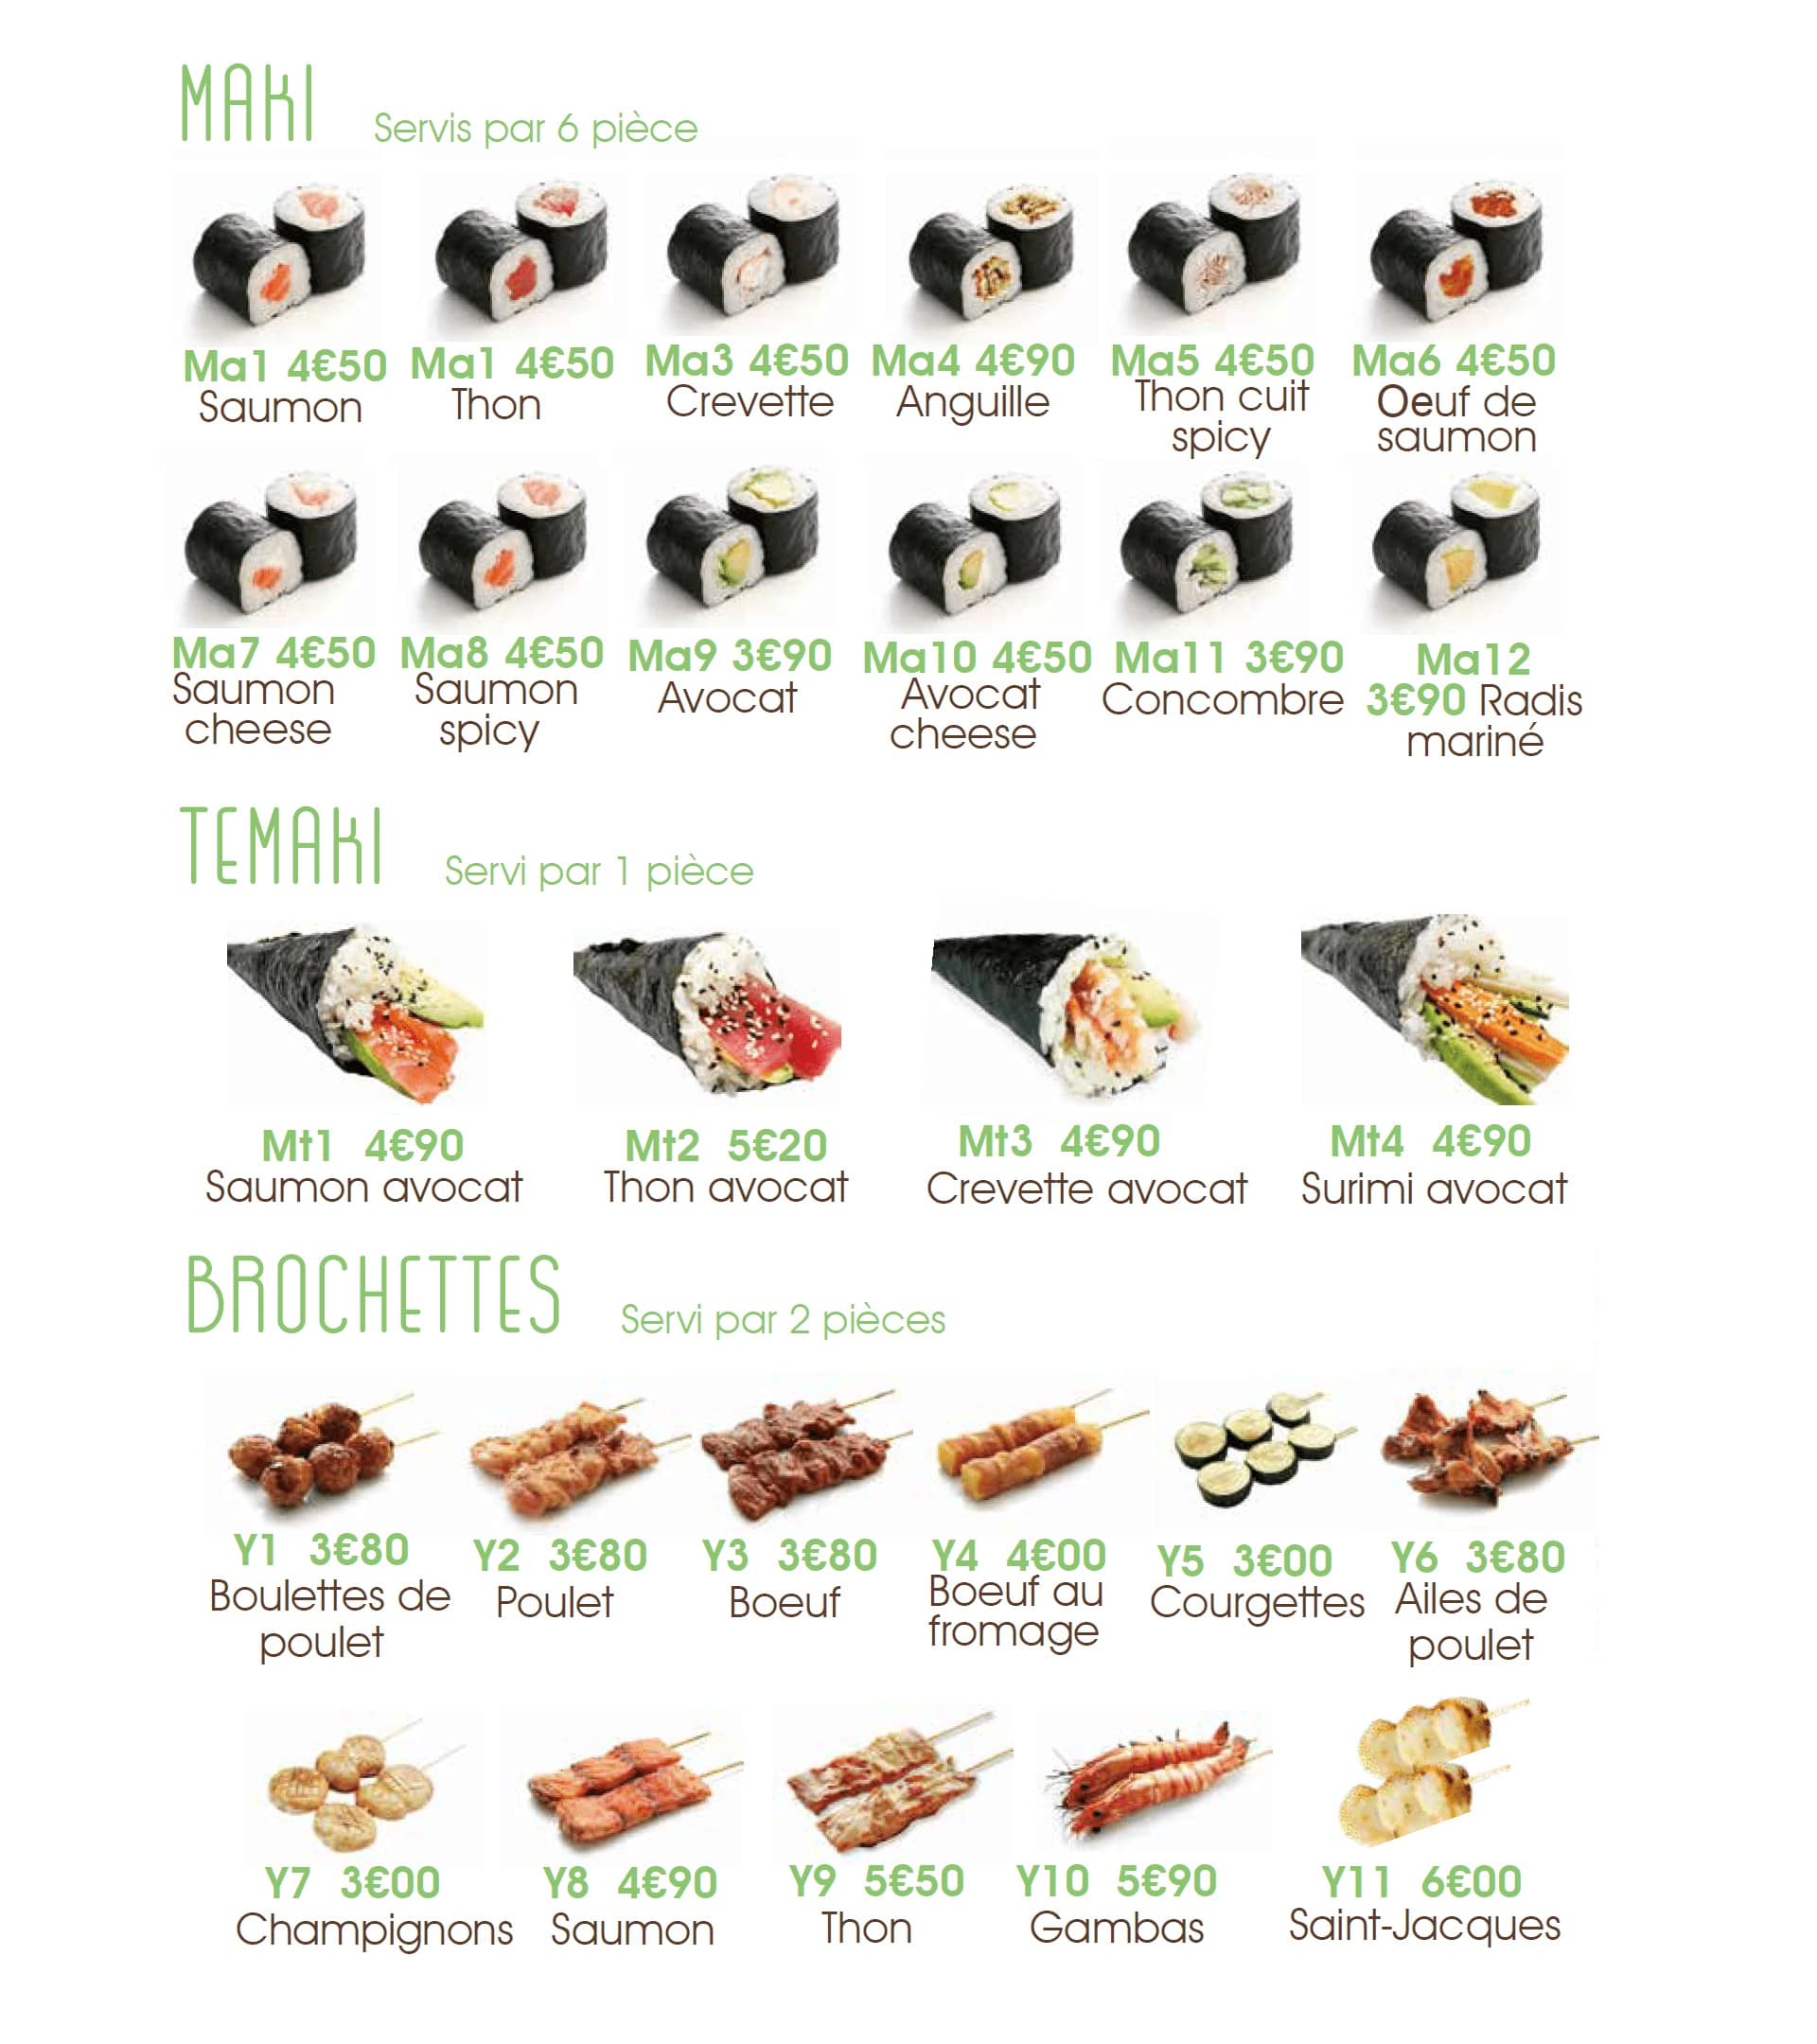 MAKI Servis par 6 pièce
Ma1 4€50 Ma1 4€50 Ma3 4€50 Ma4 4€90 Ma5 4€50 Ma6 4€50
Saumon Thon Crevette Anguille Thon cuit Oeuf de
spicy saumon
Ma7 4€50 Ma8 4€50 Ma9 3€90 Ma10 4€50 Ma11 3€90 Ma12
Saumon Saumon Avocat Avocat Concombre 3€90 Radis
cheese spicy cheese mariné
TEMAKI Servi par 1 pièce
Mt1 4€90 Mt2 5€20 Mt3 4€90 Mt4 4€90
Saumon avocat Thon avocat Crevette avocat Surimi avocat
BROCHETTES Servi par 2 pièces
Y1 3€80 Y2 3€80 Y3 3€80 Y4 4€00 Y5 3€00 Y6 3€80
Boulettes de Poulet Boeuf Boeuf au Courgettes Ailes de
poulet fromage poulet
Y7 3€00 Y8 4€90 Y9 5€50 Y10 5€90 Y11 6€00
Champignons Saumon Thon Gambas Saint-Jacques